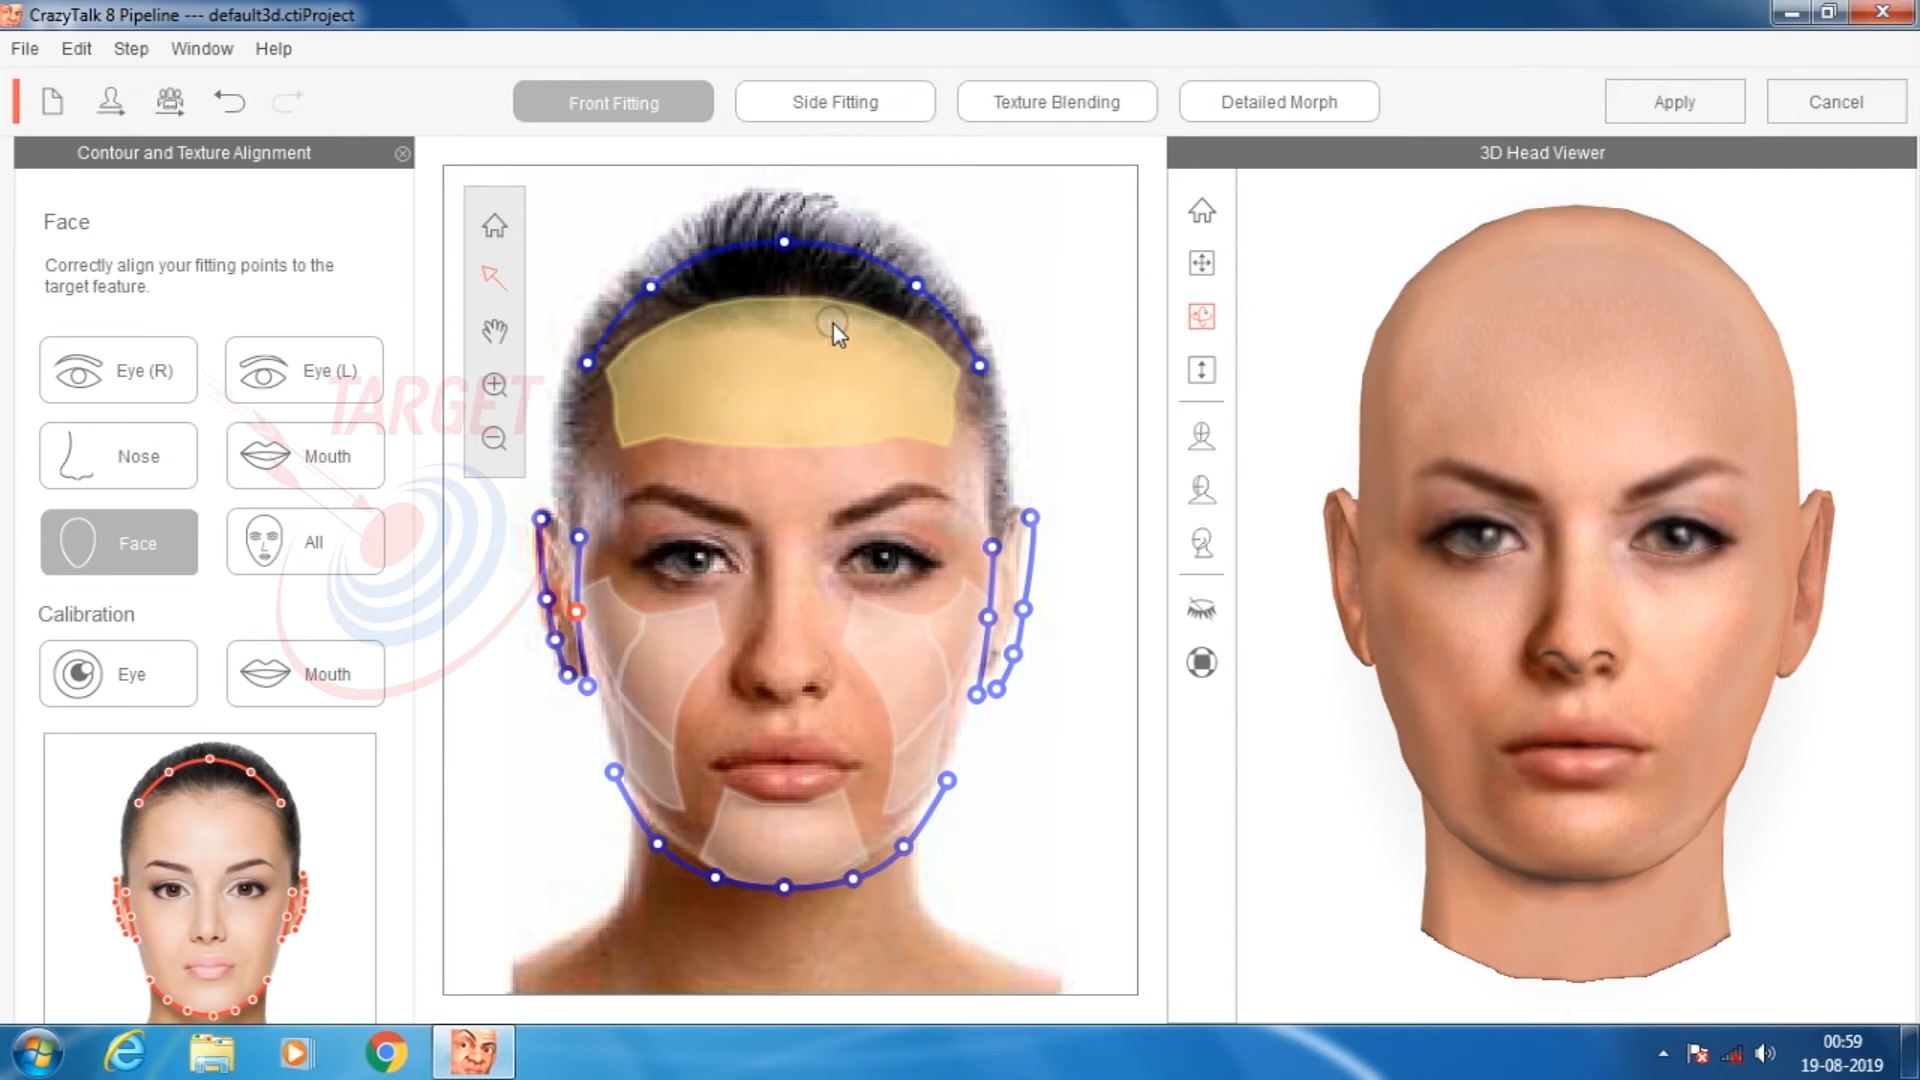 CrazyTalk 8 Pipeline --- default3d.ctiProject
File Edit Step Window Help
Front Fitting Side Fitting Texture Blending Detailed Morph Apply Cancel
Contour and Texture Alignment
3D Head Viewer
Face
Correctly align your fitting points to the
target feature.
Eye (R) Eye (L)
TARGET
Nose Mouth
Face All
Calibration
Eye Mouth
00:59
19-08-2019